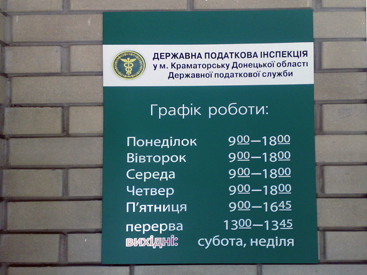 ДЕРЖАВНА ПОДАТКОВА ІНСПЕКЦІЯ
у м. Краматорську Донецької області
Державної податкової служби
Графік роботи:
Понеділок 9⁰⁰–18⁰⁰
Вівторок 9⁰⁰–18⁰⁰
Середа 9⁰⁰–18⁰⁰
Четвер 9⁰⁰–18⁰⁰
П'ятниця 9⁰⁰–16⁴⁵
перерва 13⁰⁰–13⁴⁵
вихідні: субота, неділя